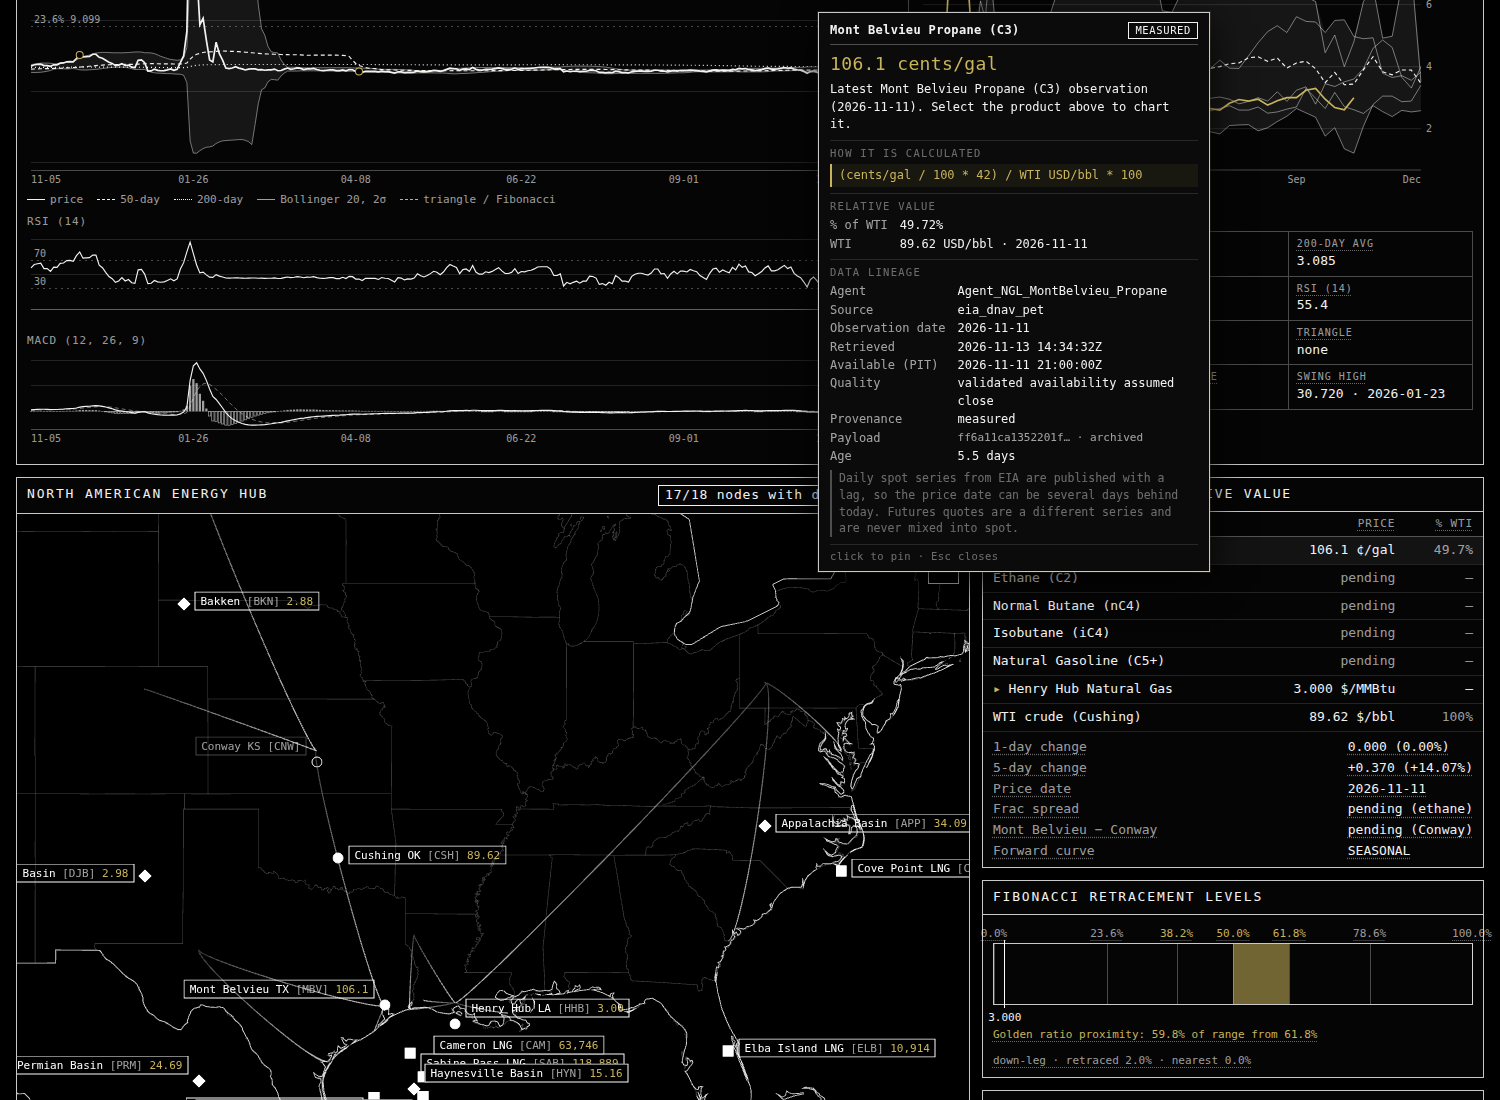 23.6% 9.099
11-05 01-26 04-08 06-22 09-01
price 50-day 200-day Bollinger 20, 2σ triangle / Fibonacci
RSI (14)
70
30
MACD (12, 26, 9)
11-05 01-26 04-08 06-22 09-01
6
4
2
Sep Dec
Mont Belvieu Propane (C3) MEASURED
106.1 cents/gal
Latest Mont Belvieu Propane (C3) observation
(2026-11-11). Select the product above to chart
it.
HOW IT IS CALCULATED
(cents/gal / 100 * 42) / WTI USD/bbl * 100
RELATIVE VALUE
% of WTI 49.72%
WTI 89.62 USD/bbl · 2026-11-11
DATA LINEAGE
Agent Agent_NGL_MontBelvieu_Propane
Source eia_dnav_pet
Observation date 2026-11-11
Retrieved 2026-11-13 14:34:32Z
Available (PIT) 2026-11-11 21:00:00Z
Quality validated availability assumed
close
Provenance measured
Payload ff6a11ca1352201f… · archived
Age 5.5 days
Daily spot series from EIA are published with a
lag, so the price date can be several days behind
today. Futures quotes are a different series and
are never mixed into spot.
click to pin · Esc closes
200-DAY AVG
3.085
RSI (14)
55.4
TRIANGLE
none
E
SWING HIGH
30.720 · 2026-01-23
NORTH AMERICAN ENERGY HUB
17/18 nodes with d
Bakken [BKN] 2.88
Conway KS [CNW]
Appalachia Basin [APP] 34.09
Cushing OK [CSH] 89.62
Cove Point LNG [C
Basin [DJB] 2.98
Mont Belvieu TX [MBV] 106.1
Henry Hub LA [HHB] 3.00
Cameron LNG [CAM] 63,746
Sabine Pass LNG [SAB] 118,889
Elba Island LNG [ELB] 10,914
Haynesville Basin [HYN] 15.16
Permian Basin [PRM] 24.69
VE VALUE
PRICE % WTI
106.1 ¢/gal 49.7%
Ethane (C2) pending —
Normal Butane (nC4) pending —
Isobutane (iC4) pending —
Natural Gasoline (C5+) pending —
▸ Henry Hub Natural Gas 3.000 $/MMBtu —
WTI crude (Cushing) 89.62 $/bbl 100%
1-day change 0.000 (0.00%)
5-day change +0.370 (+14.07%)
Price date 2026-11-11
Frac spread pending (ethane)
Mont Belvieu − Conway pending (Conway)
Forward curve SEASONAL
FIBONACCI RETRACEMENT LEVELS
0.0% 23.6% 38.2% 50.0% 61.8% 78.6% 100.0%
3.000
Golden ratio proximity: 59.8% of range from 61.8%
down-leg · retraced 2.0% · nearest 0.0%